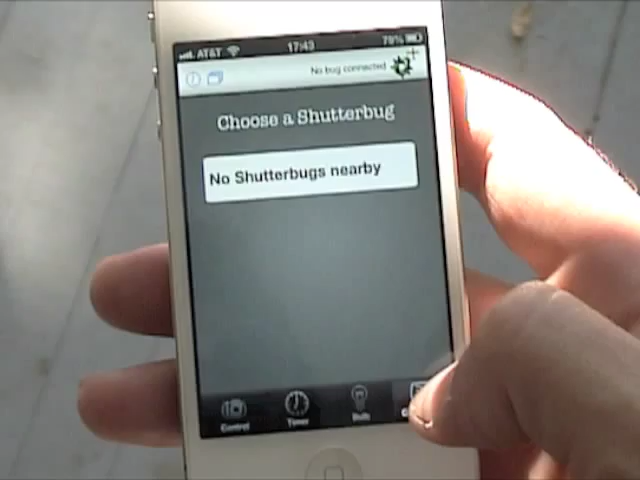 AT&T 17:43 79%
No bug connected
Choose a Shutterbug
No Shutterbugs nearby
Control Timer Bulb